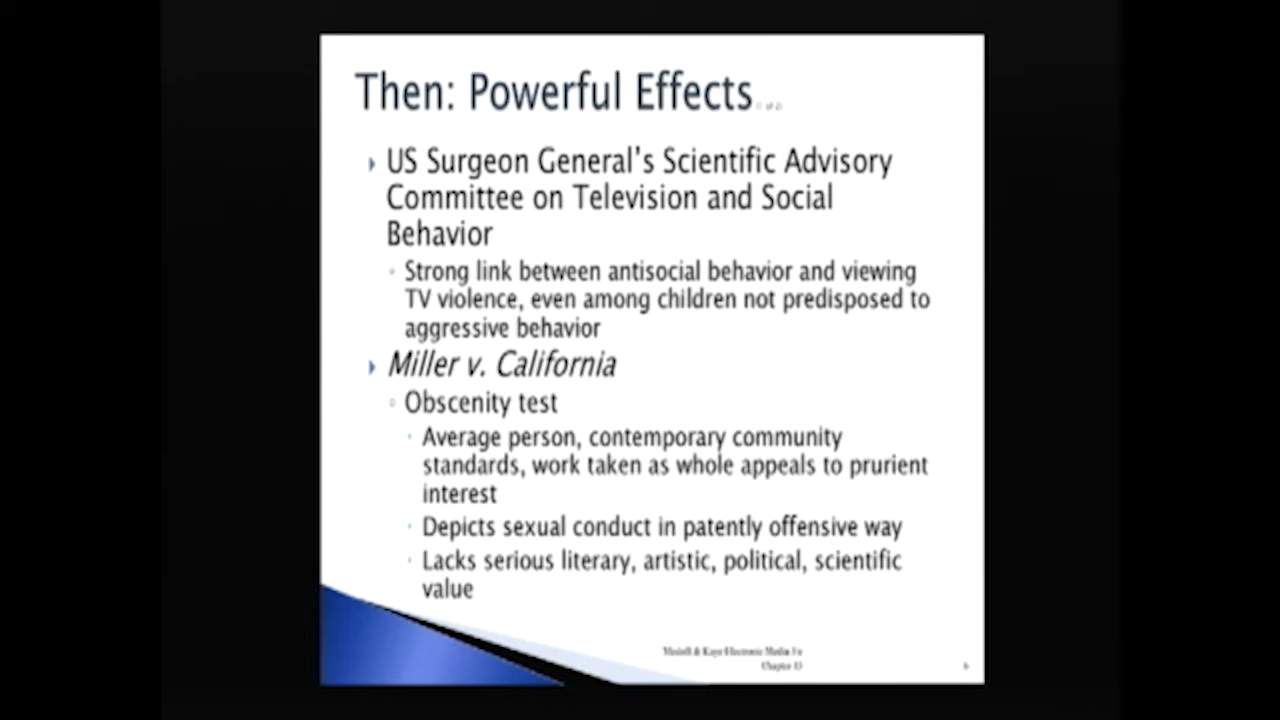 Then: Powerful Effects
US Surgeon General's Scientific Advisory
Committee on Television and Social
Behavior
Strong link between antisocial behavior and viewing
TV violence, even among children not predisposed to
aggressive behavior
Miller v. California
Obscenity test
Average person, contemporary community
standards, work taken as whole appeals to prurient
interest
Depicts sexual conduct in patently offensive way
Lacks serious literary, artistic, political, scientific
value
& Kaye Electronic Media
Chapter 13